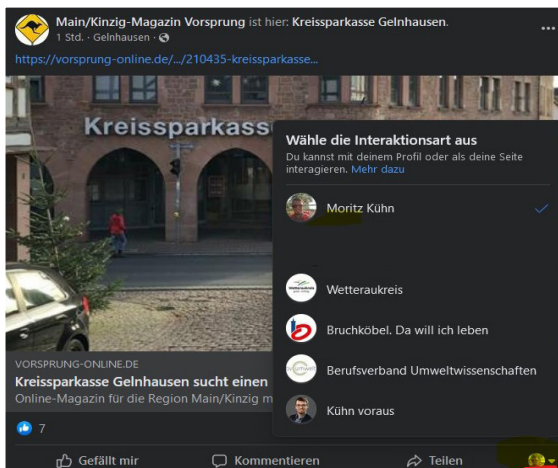 Main/Kinzig-Magazin Vorsprung ist hier: Kreissparkasse Gelnhausen.
1 Std. · Gelnhausen ·
https://vorsprung-online.de/.../210435-kreissparkasse...
Kreissparkass
Wähle die Interaktionsart aus
Du kannst mit deinem Profil oder als deine Seite
interagieren. Mehr dazu
Moritz Kühn
Wetteraukreis
Wetteraukreis
Bruchköbel. Da will ich leben
umwelt
Berufsverband Umweltwissenschaften
Kühn voraus
VORSPRUNG-ONLINE.DE
Kreissparkasse Gelnhausen sucht einen
Online-Magazin für die Region Main/Kinzig m
7
Gefällt mir
Kommentieren
Teilen